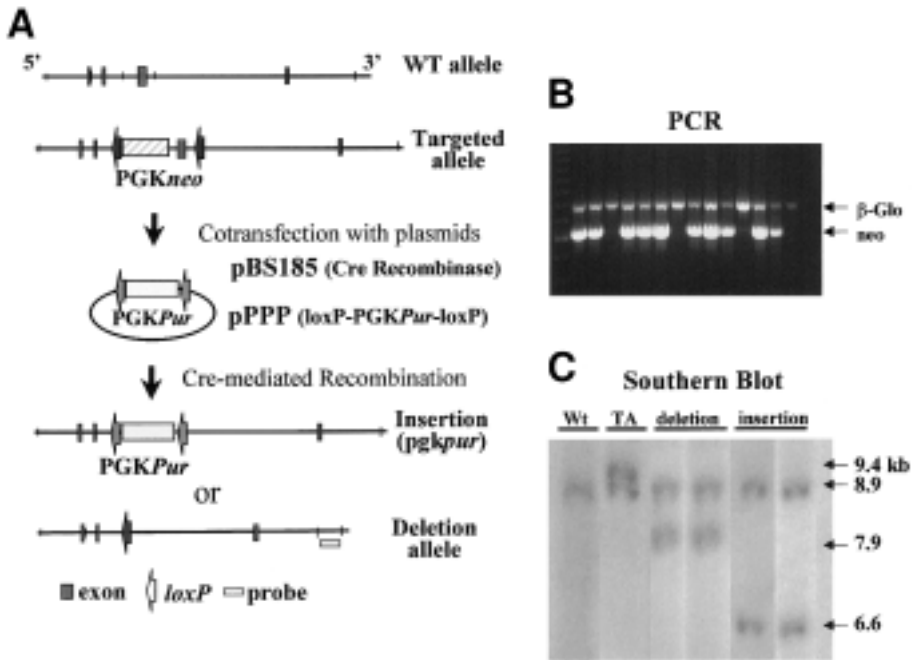 A
5' 3' WT allele
Targeted
allele
PGKneo
Cotransfection with plasmids
pBS185 (Cre Recombinase)
PGKPur
pPPP (loxP-PGKPur-loxP)
Cre-mediated Recombination
Insertion
(pgkpur)
PGKPur
or
Deletion
allele
exon loxP probe
B
PCR
β-Glo
neo
C
Southern Blot
Wt TA deletion insertion
9.4 kb
8.9
7.9
6.6